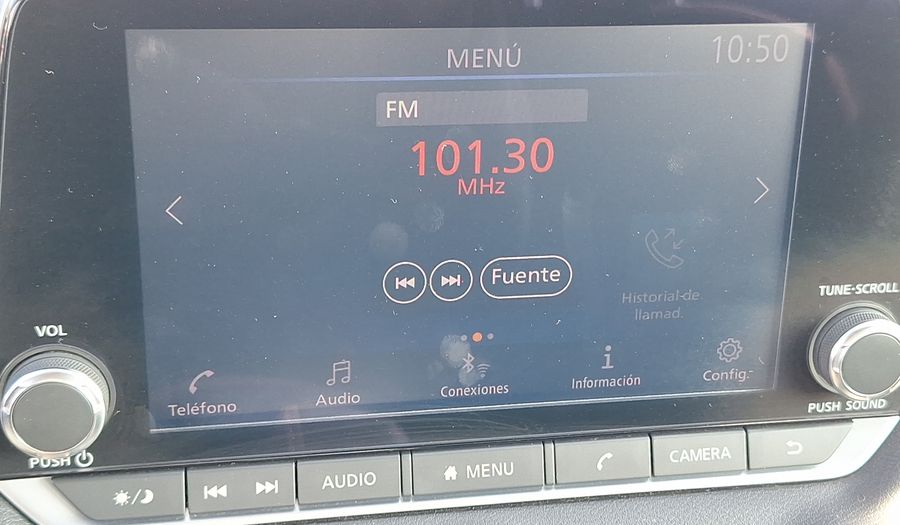 MENÚ
10:50
FM
101.30
MHz
Fuente
Historial de
llamad.
Teléfono
Audio
Conexiones
Información
Config.
VOL
PUSH
TUNE·SCROLL
PUSH SOUND
AUDIO
MENU
CAMERA